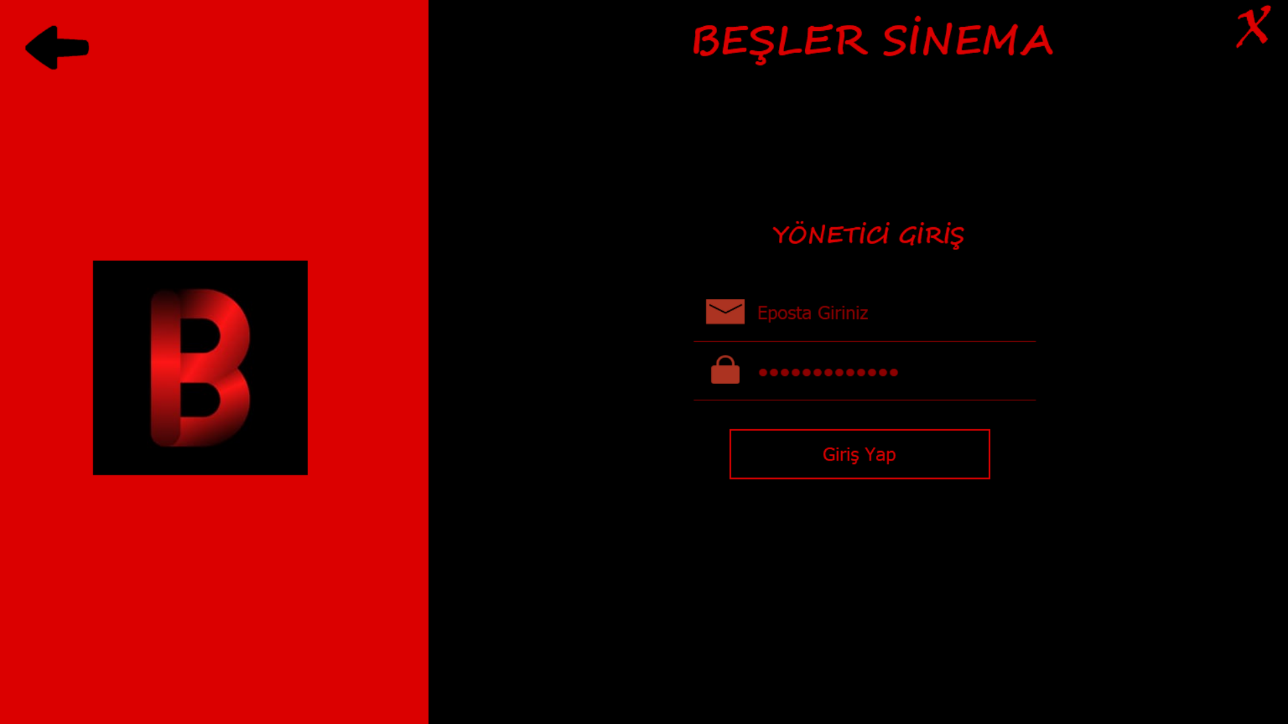 BEŞLER SİNEMA
X
B
YÖNETİCİ GİRİŞ
Eposta Giriniz
•••••••••••••
Giriş Yap